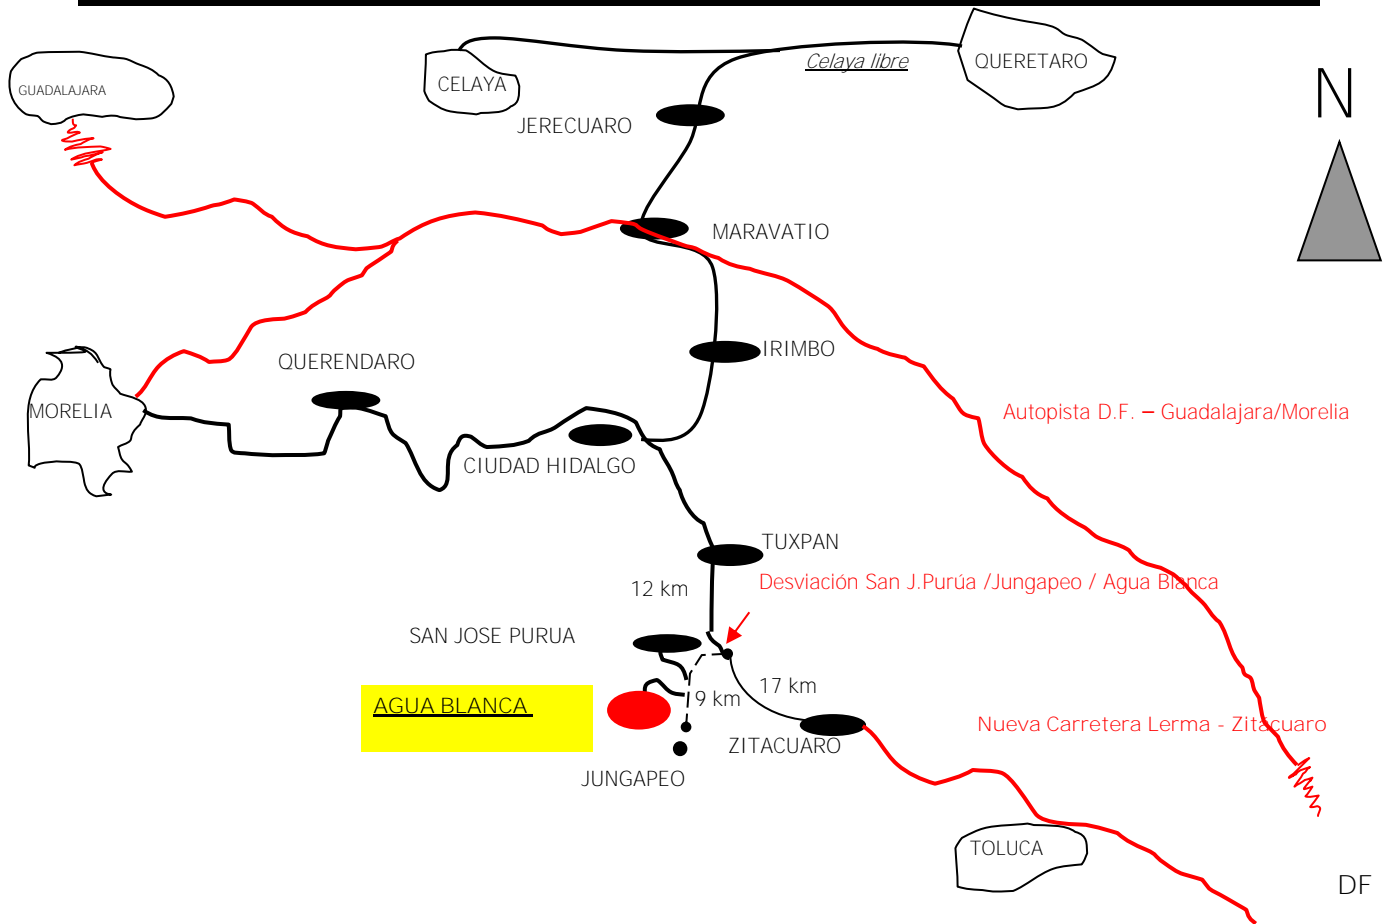 QUERETARO
Celaya libre
CELAYA
GUADALAJARA
N
JERECUARO
MARAVATIO
IRIMBO
QUERENDARO
MORELIA
Autopista D.F. – Guadalajara/Morelia
CIUDAD HIDALGO
TUXPAN
12 km
Desviación San J.Purúa /Jungapeo / Agua Blanca
SAN JOSE PURUA
17 km
9 km
AGUA BLANCA
Nueva Carretera Lerma - Zitácuaro
ZITACUARO
JUNGAPEO
TOLUCA
DF